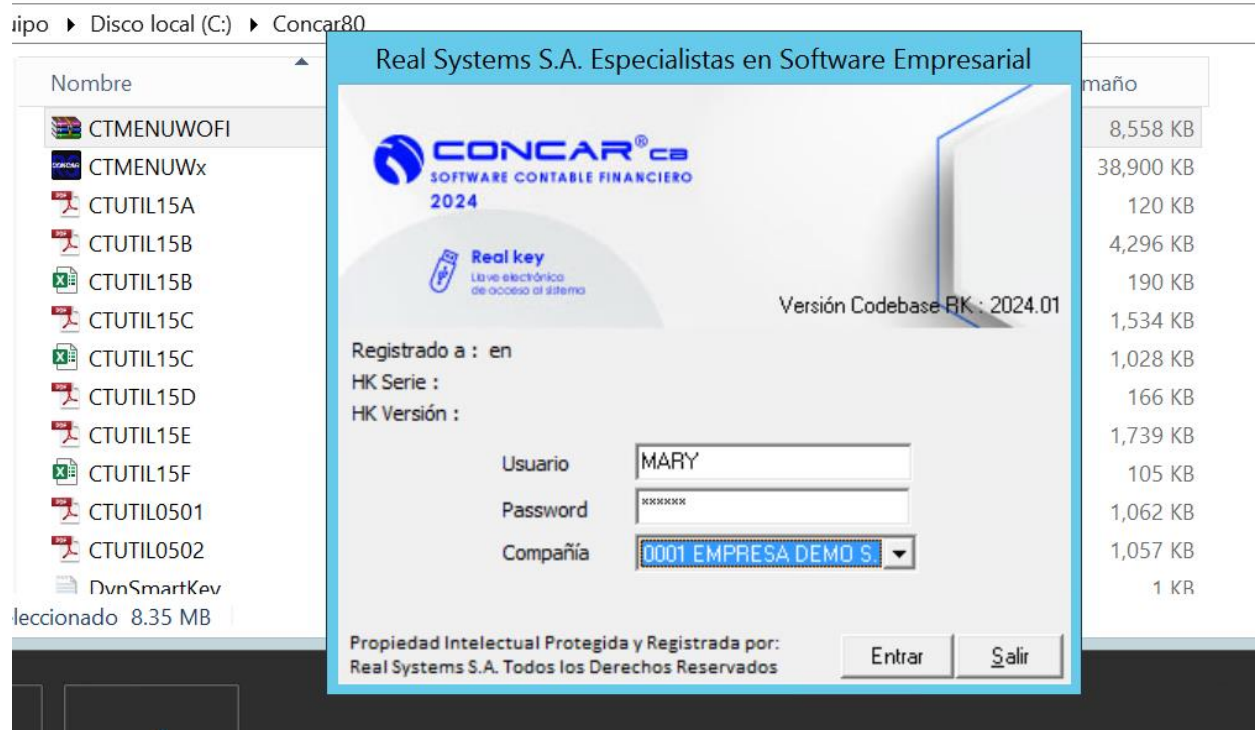 uipo ▸ Disco local (C:) ▸ Concar80
Nombre
maño
CTMENUWOFI 8,558 KB
CTMENUWx 38,900 KB
CTUTIL15A 120 KB
CTUTIL15B 4,296 KB
CTUTIL15B 190 KB
CTUTIL15C 1,534 KB
CTUTIL15C 1,028 KB
CTUTIL15D 166 KB
CTUTIL15E 1,739 KB
CTUTIL15F 105 KB
CTUTIL0501 1,062 KB
CTUTIL0502 1,057 KB
DynSmartKey 1 KB
leccionado 8.35 MB
Real Systems S.A. Especialistas en Software Empresarial
CONCAR®CB
SOFTWARE CONTABLE FINANCIERO
2024
Real key
Llave electrónica
de acceso al sistema
Versión Codebase RK : 2024.01
Registrado a : en
HK Serie :
HK Versión :
Usuario MARY
Password ******
Compañía 0001 EMPRESA DEMO S.
Propiedad Intelectual Protegida y Registrada por:
Real Systems S.A. Todos los Derechos Reservados
Entrar Salir